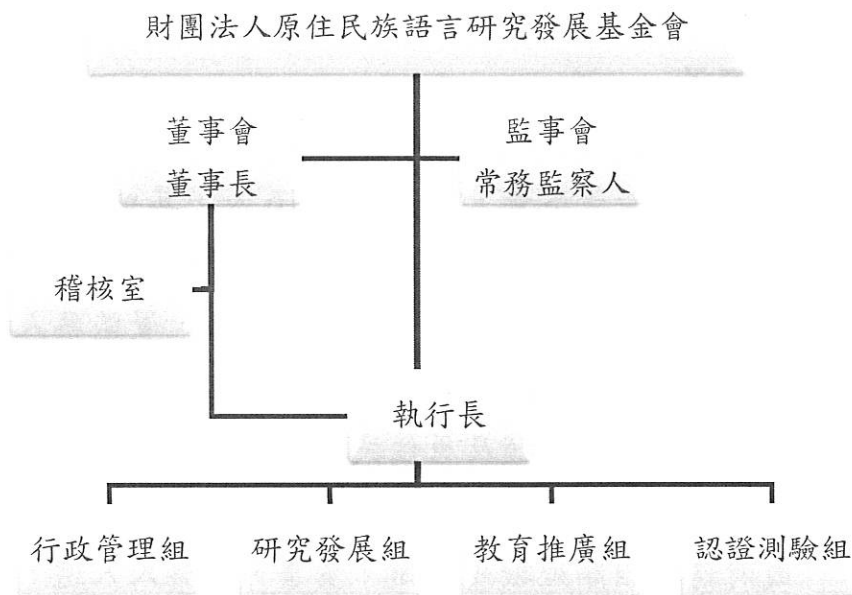 財團法人原住民族語言研究發展基金會
董事會
董事長
監事會
常務監察人
稽核室
執行長
行政管理組
研究發展組
教育推廣組
認證測驗組